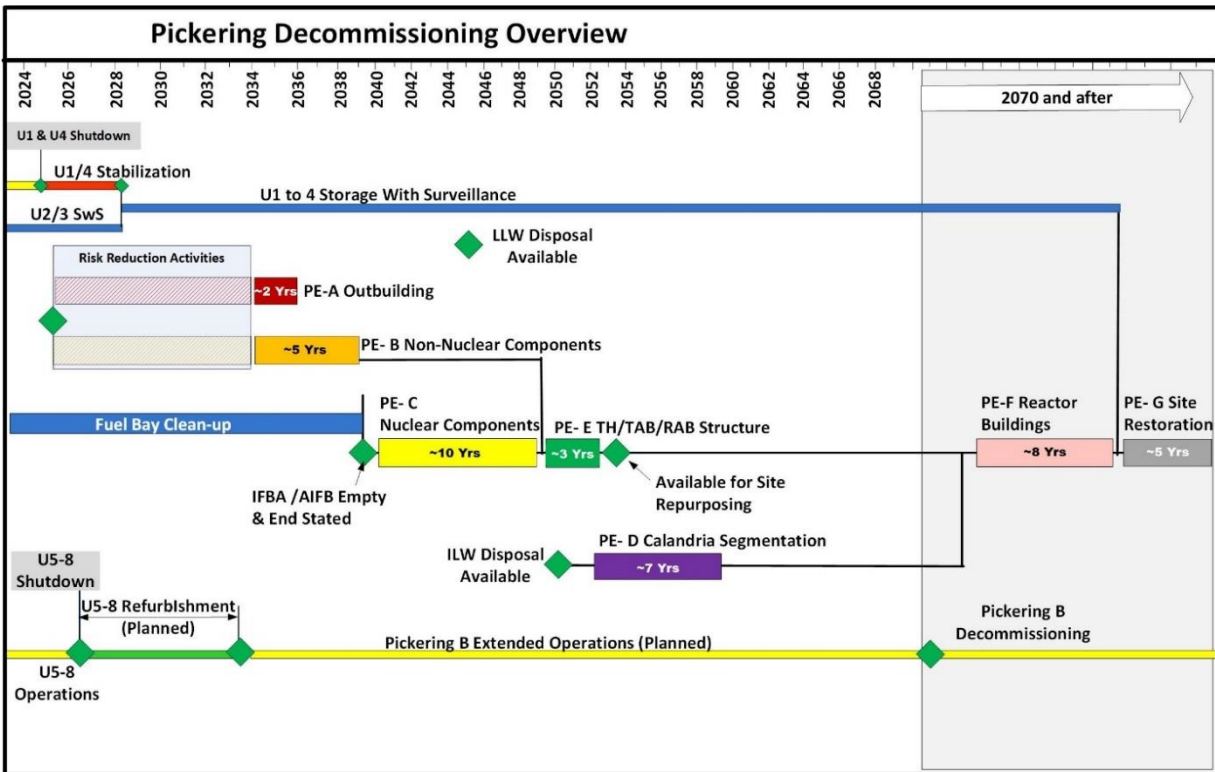 Pickering Decommissioning Overview
2024 2026 2028 2030 2032 2034 2036 2038 2040 2042 2044 2046 2048 2050 2052 2054 2056 2058 2060 2062 2064 2066 2068
2070 and after
U1 & U4 Shutdown
U1/4 Stabilization
U1 to 4 Storage With Surveillance
U2/3 SwS
LLW Disposal
Available
Risk Reduction Activities
~2 Yrs
PE-A Outbuilding
~5 Yrs
PE- B Non-Nuclear Components
Fuel Bay Clean-up
PE- C
Nuclear Components
~10 Yrs
PE- E TH/TAB/RAB Structure
~3 Yrs
PE-F Reactor
Buildings
~8 Yrs
PE- G Site
Restoration
~5 Yrs
IFBA /AIFB Empty
& End Stated
Available for Site
Repurposing
ILW Disposal
Available
PE- D Calandria Segmentation
~7 Yrs
U5-8
Shutdown
U5-8 RefurbIshment
(Planned)
Pickering B Extended Operations (Planned)
Pickering B
Decommissioning
U5-8
Operations